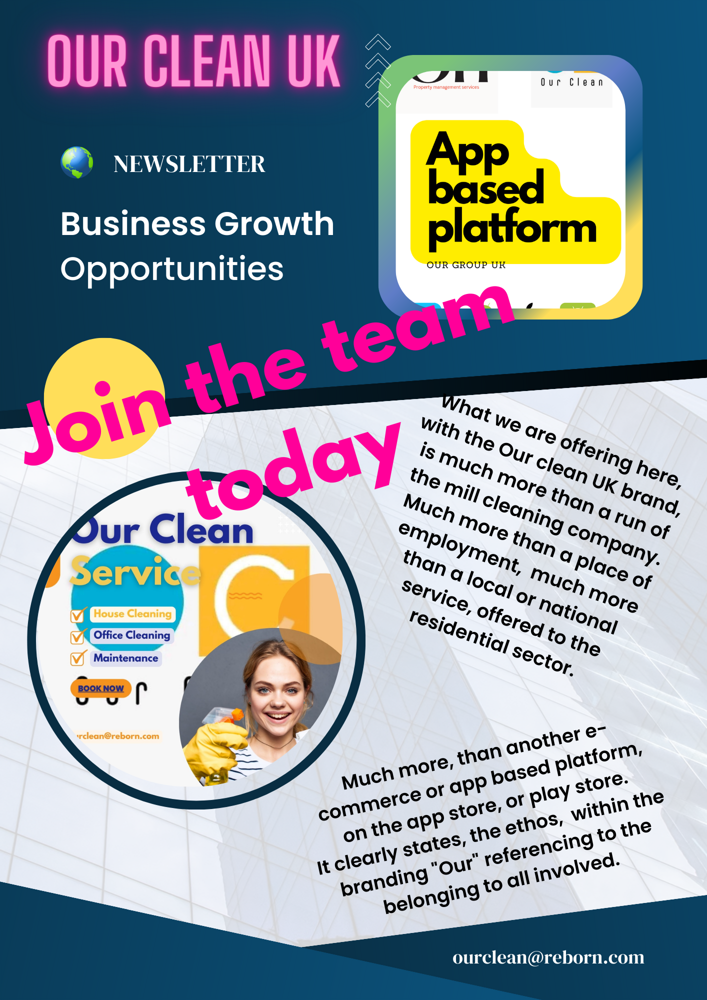 OUR CLEAN UK
NEWSLETTER
Business Growth
Opportunities
Property management services
Our Clean
App
based
platform
OUR GROUP UK
Join the team
today
What we are offering here,
with the Our clean UK brand,
is much more than a run of
the mill cleaning company.
Much more than a place of
employment, much more
than a local or national
service, offered to the
residential sector.
Our Clean
Service
House Cleaning
Office Cleaning
Maintenance
BOOK NOW
urclean@reborn.com
Much more, than another e-
commerce or app based platform,
on the app store, or play store.
It clearly states, the ethos, within the
branding "Our" referencing to the
belonging to all involved.
ourclean@reborn.com